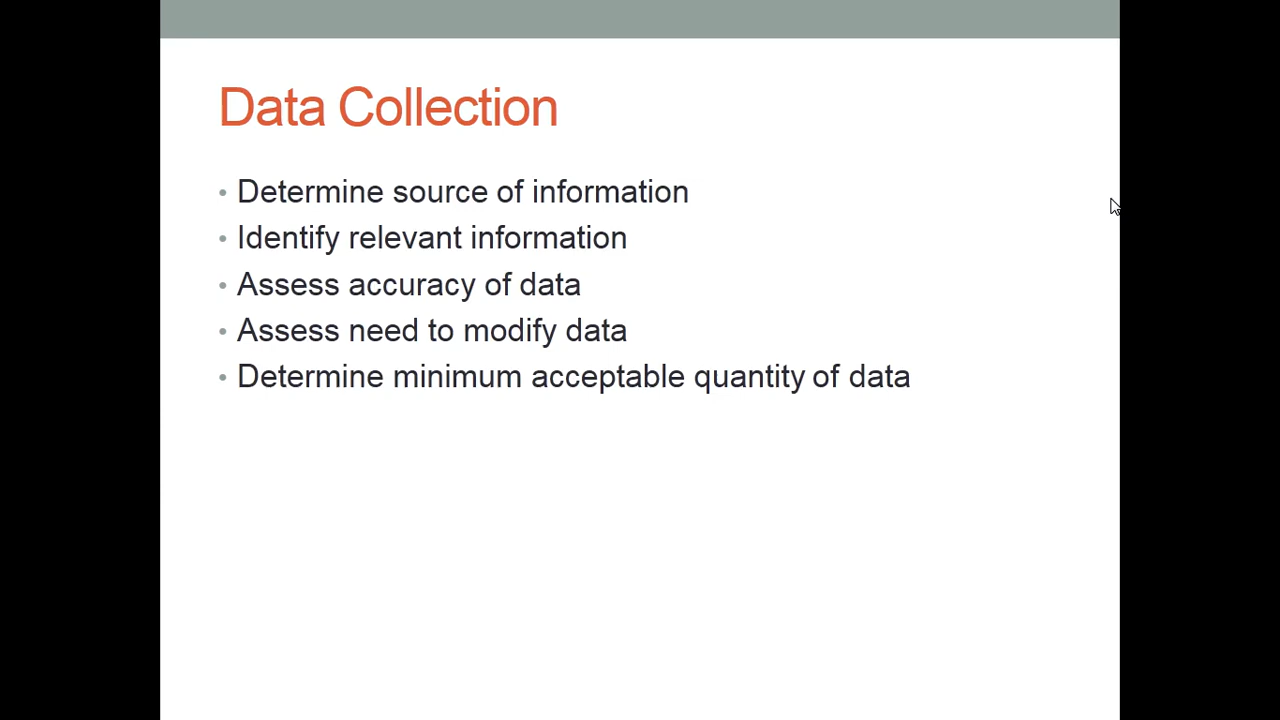 Data Collection
• Determine source of information
• Identify relevant information
• Assess accuracy of data
• Assess need to modify data
• Determine minimum acceptable quantity of data